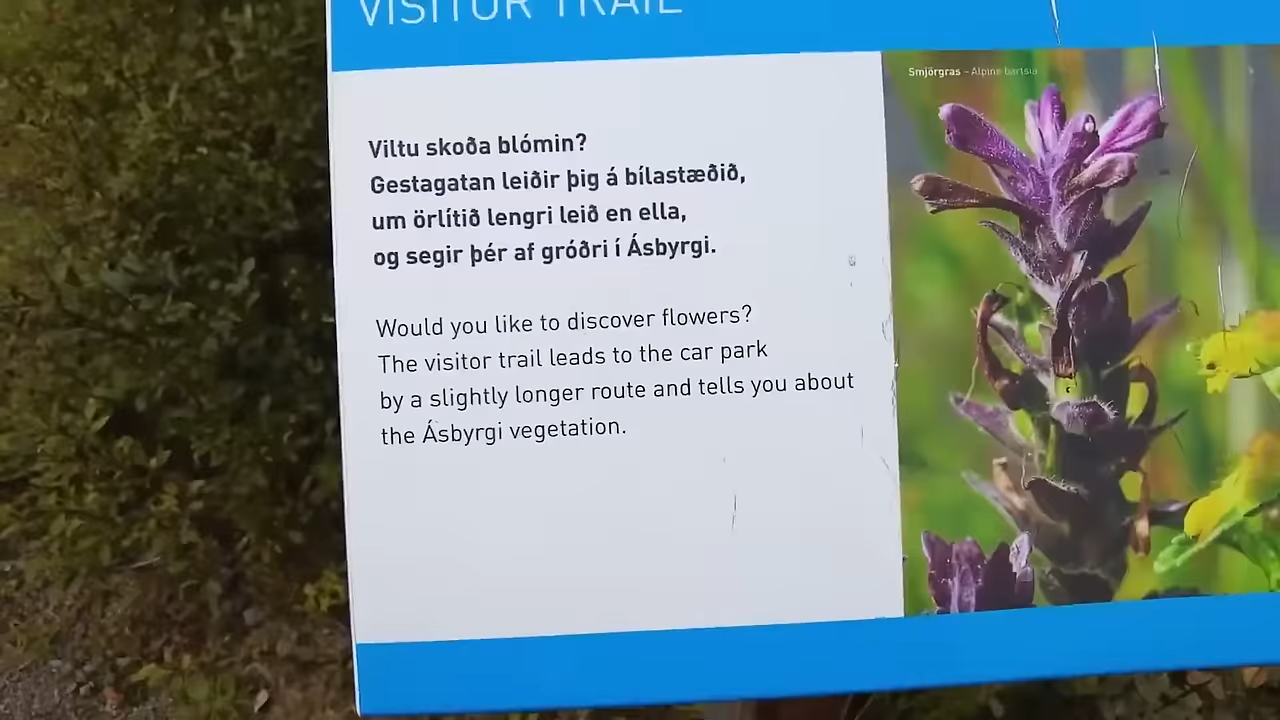 VISITOR TRAIL
Smjörgras – Alpine bartsia
Viltu skoða blómin?
Gestagatan leiðir þig á bílastæðið,
um örlítið lengri leið en ella,
og segir þér af gróðri í Ásbyrgi.
Would you like to discover flowers?
The visitor trail leads to the car park
by a slightly longer route and tells you about
the Ásbyrgi vegetation.